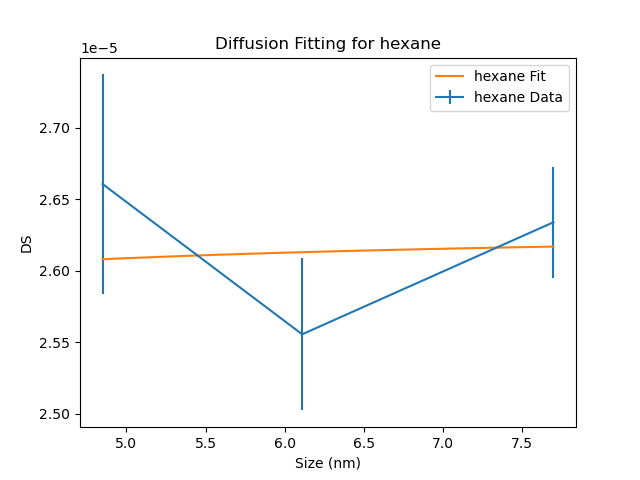 Diffusion Fitting for hexane
1e−5
hexane Fit
hexane Data
2.70
2.65
2.60
2.55
2.50
DS
5.0 5.5 6.0 6.5 7.0 7.5
Size (nm)